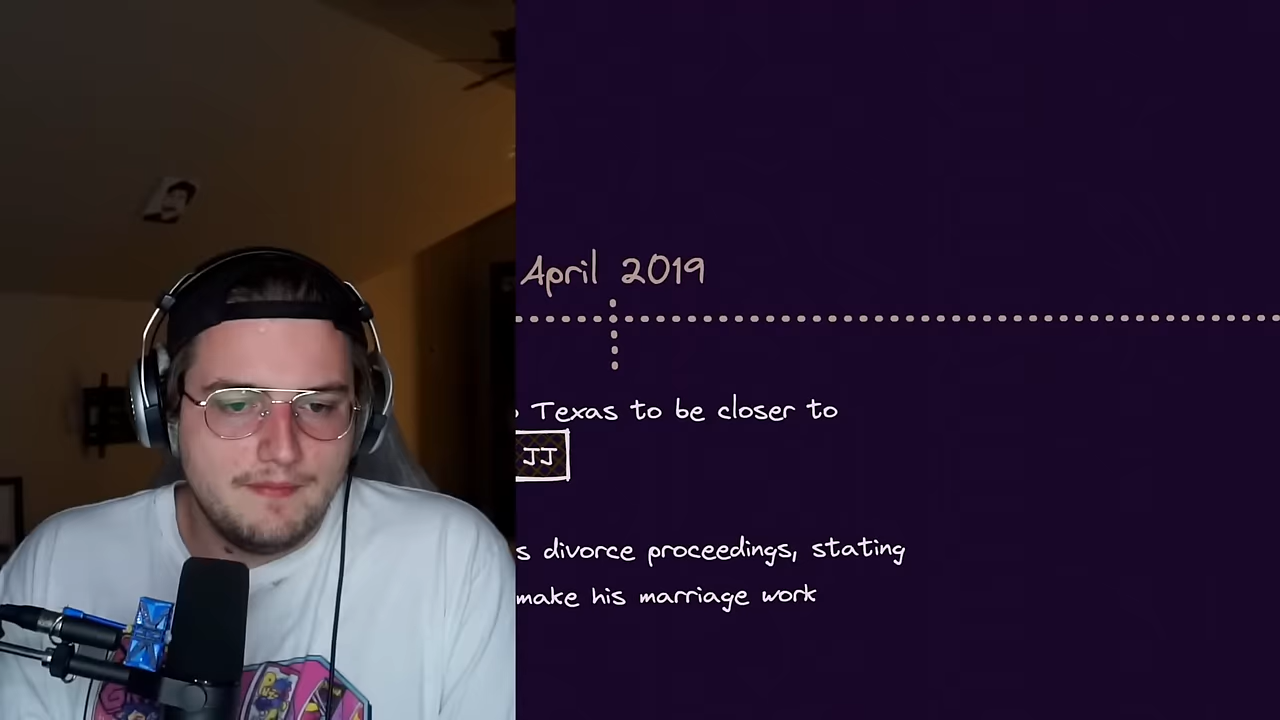 April 2019
Texas to be closer to
JJ
s divorce proceedings, stating
make his marriage work